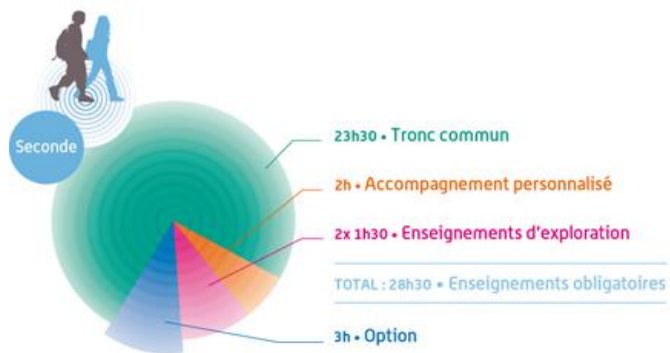 Seconde
23h30 • Tronc commun
2h • Accompagnement personnalisé
2x 1h30 • Enseignements d'exploration
TOTAL : 28h30 • Enseignements obligatoires
3h • Option